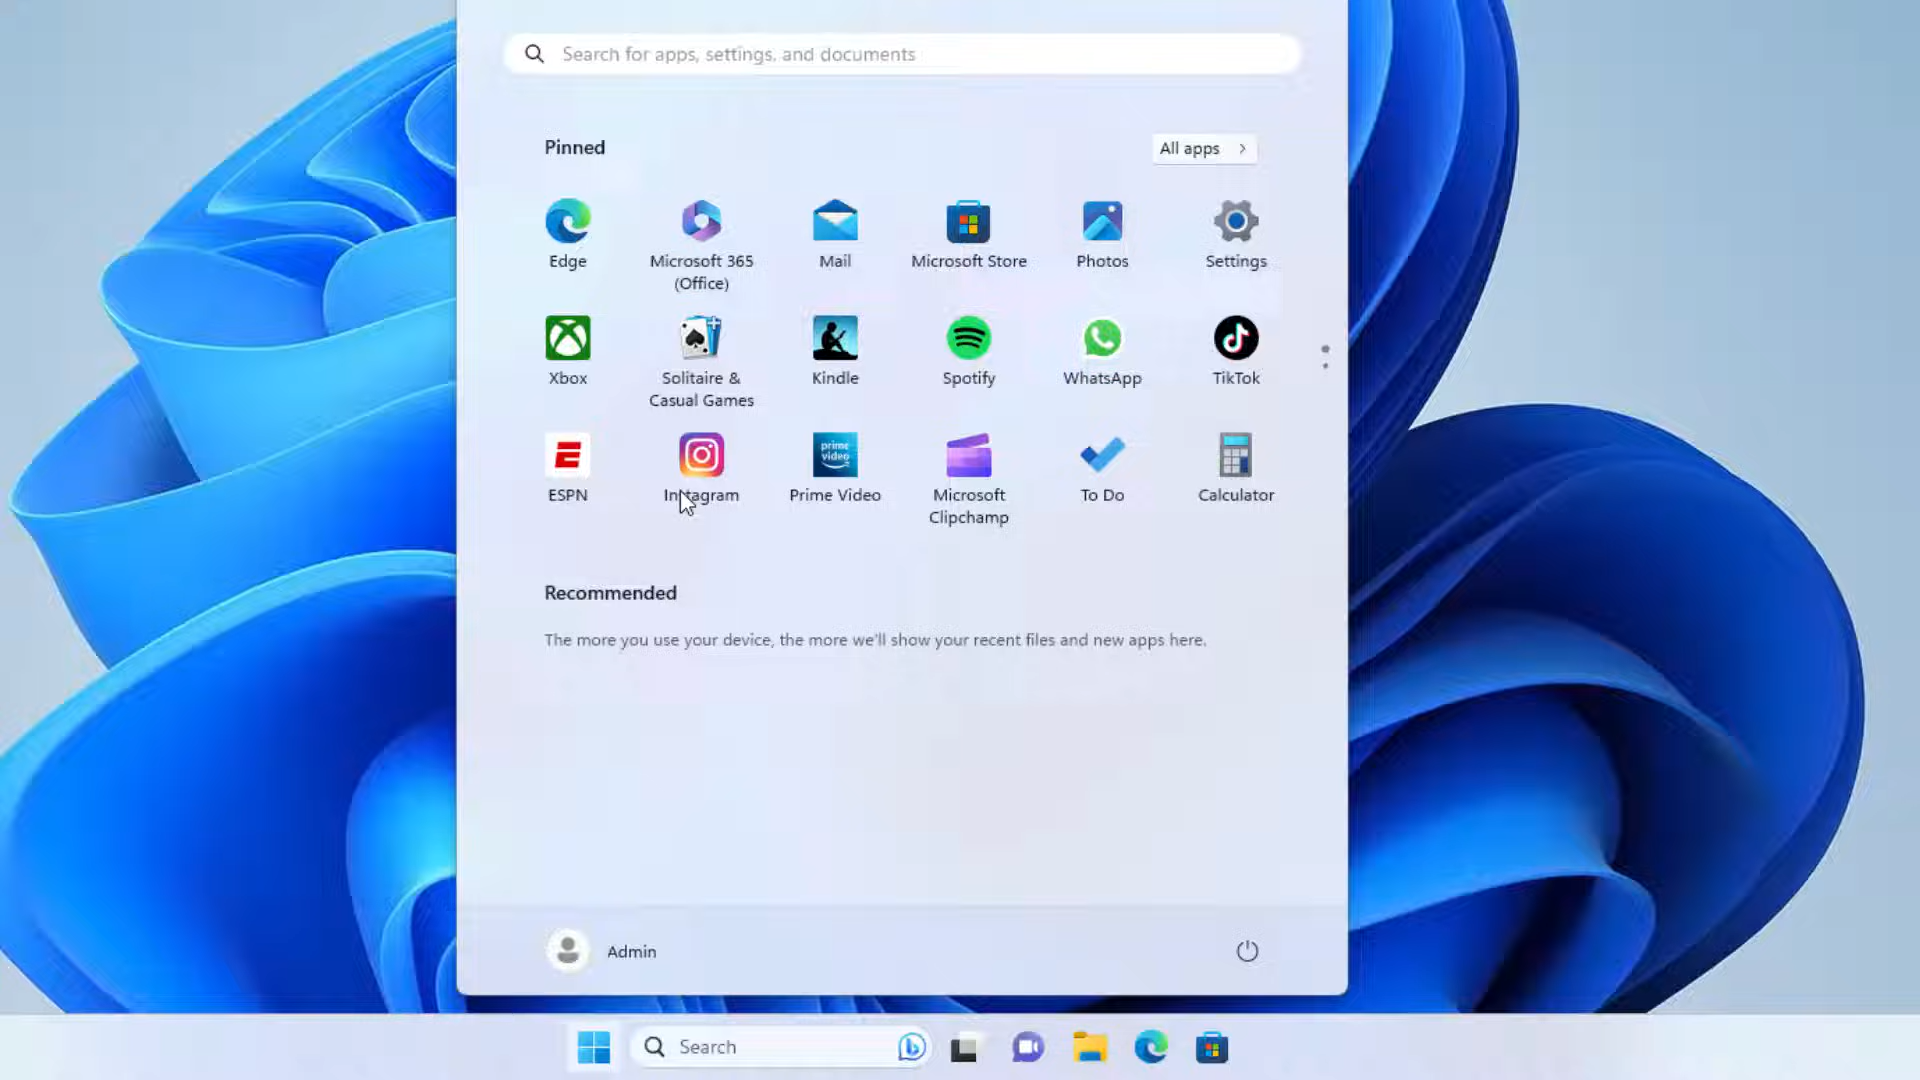 Search for apps, settings, and documents
Pinned
All apps
Edge
Microsoft 365
(Office)
Mail
Microsoft Store
Photos
Settings
Xbox
Solitaire &
Casual Games
Kindle
Spotify
WhatsApp
TikTok
prime
video
ESPN
Instagram
Prime Video
Microsoft
Clipchamp
To Do
Calculator
Recommended
The more you use your device, the more we'll show your recent files and new apps here.
Admin
Search